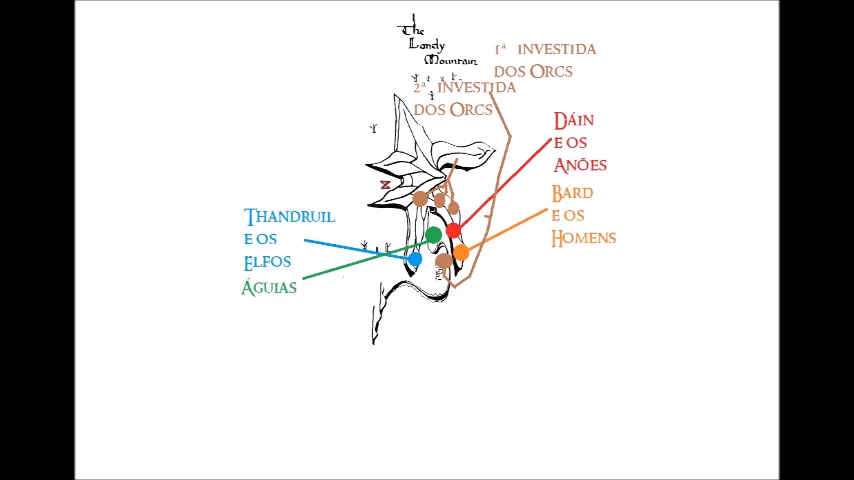 The
Londy
Mountain
1ª INVESTIDA
DOS ORCS
2ª INVESTIDA
DOS ORCS
DÁIN
E OS
ANÕES
BARD
E OS
HOMENS
THANDRUIL
E OS
ELFOS
ÁGUIAS